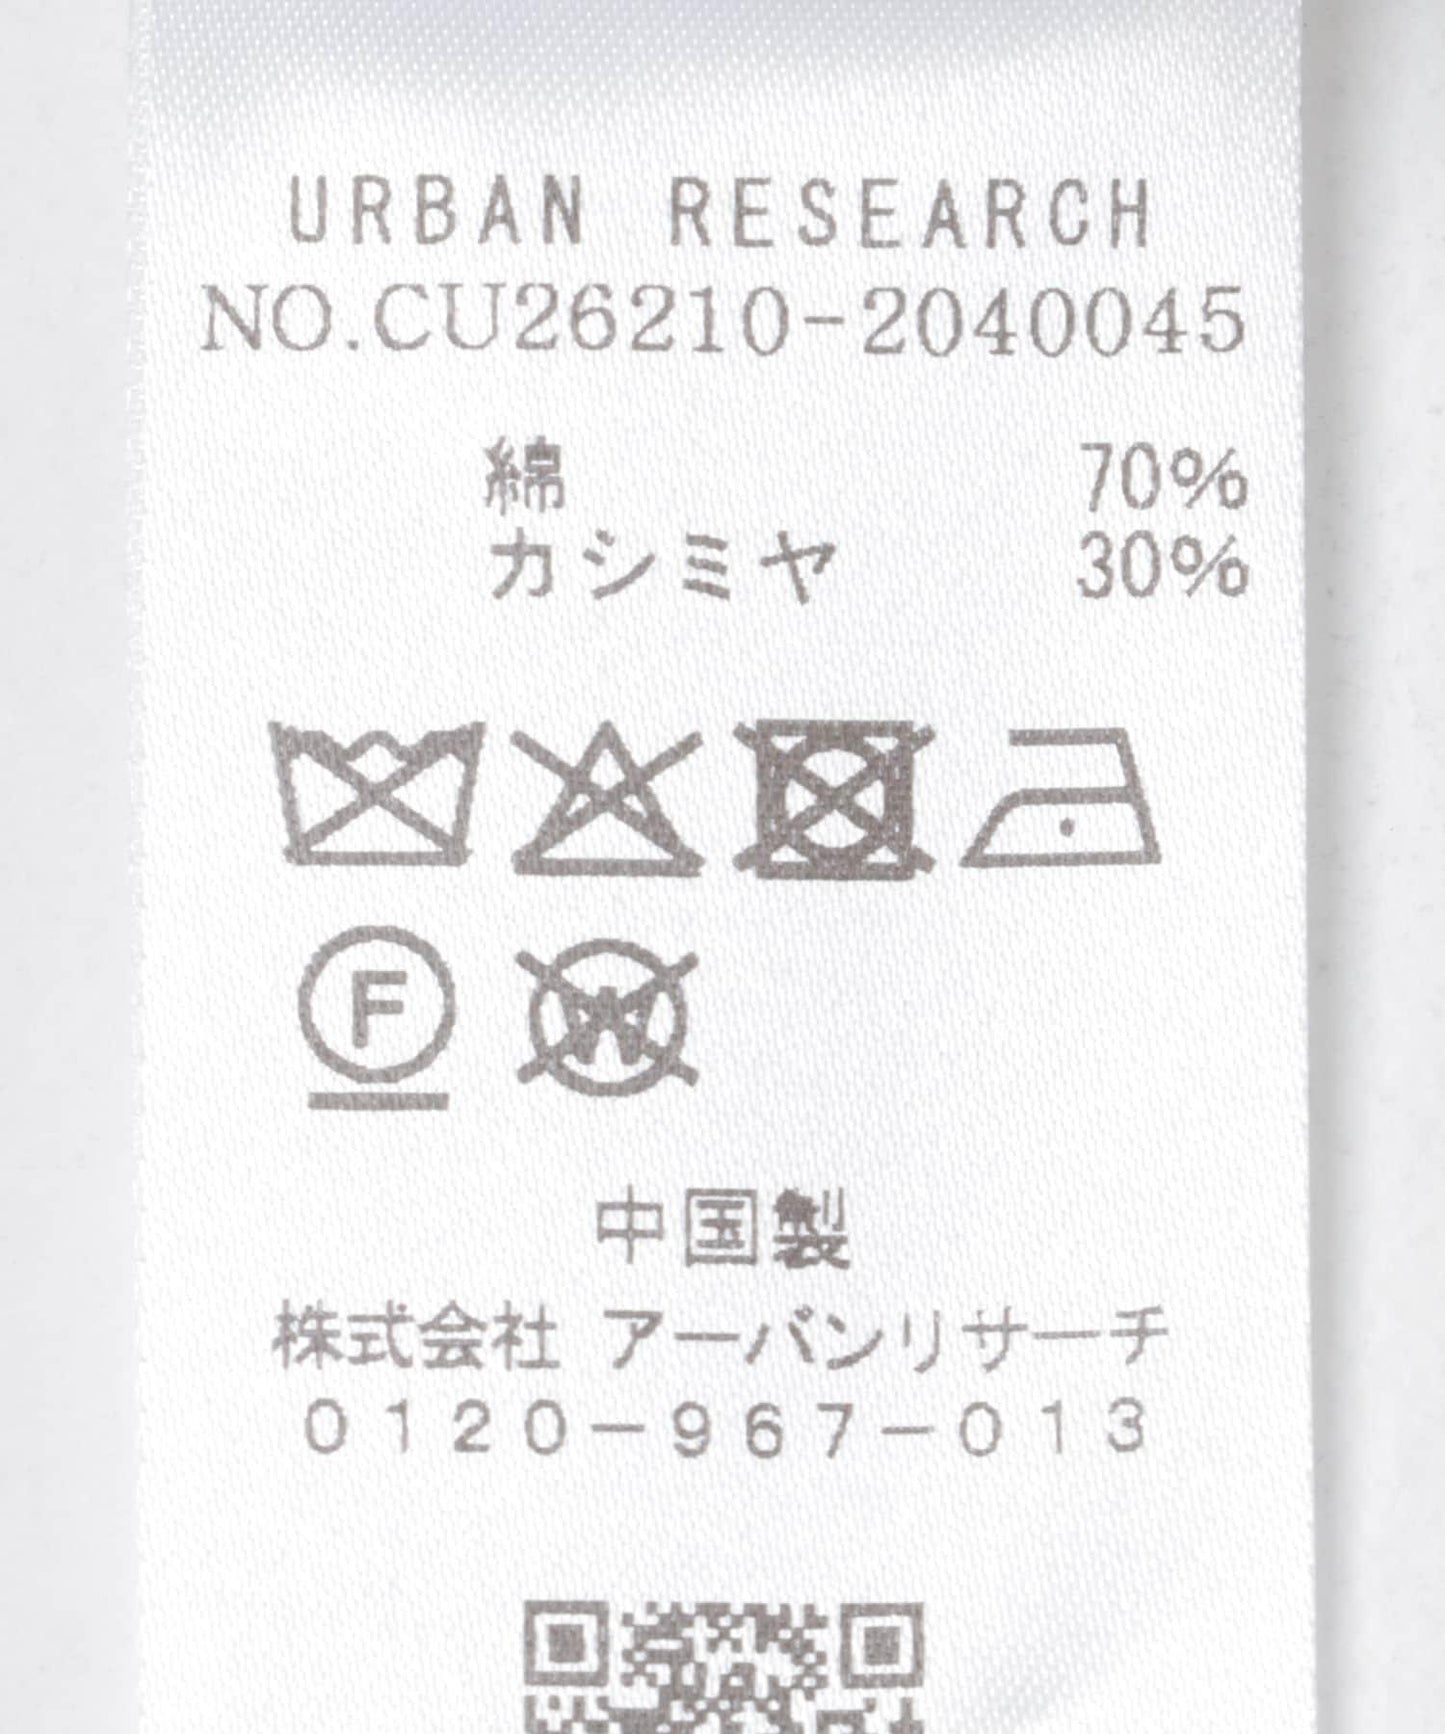 URBAN RESEARCH
NO.CU26210-2040045
綿 70%
カシミヤ 30%
F
W
中国製
株式会社 アーバンリサーチ
0120-967-013